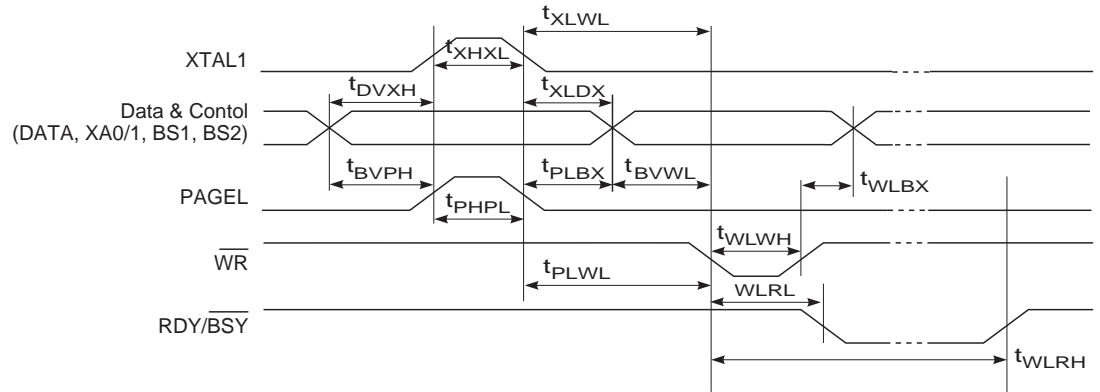 tXLWL
XTAL1
tXHXL
tDVXH
tXLDX
Data & Contol
(DATA, XA0/1, BS1, BS2)
tBVPH
tPLBX
tBVWL
tWLBX
PAGEL
tPHPL
tWLWH
WR
tPLWL
WLRL
RDY/BSY
tWLRH